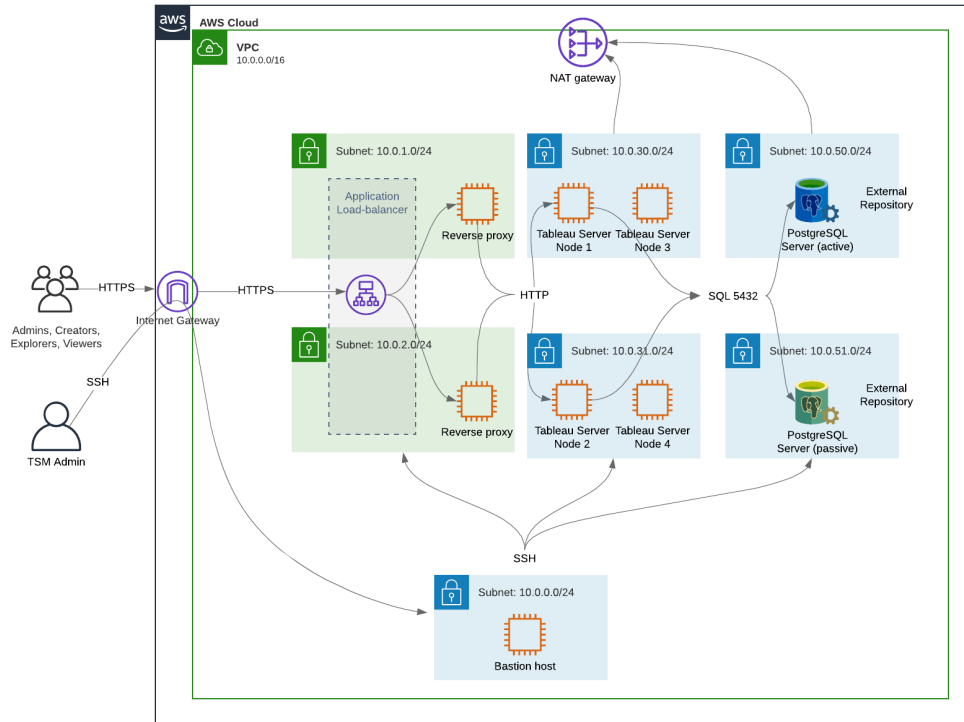 aws
AWS Cloud
VPC
10.0.0.0/16
NAT gateway
Subnet: 10.0.1.0/24
Application
Load-balancer
Reverse proxy
Subnet: 10.0.30.0/24
Tableau Server
Node 1
Tableau Server
Node 3
Subnet: 10.0.50.0/24
External
Repository
PostgreSQL
Server (active)
HTTPS
HTTPS
HTTP
SQL 5432
Internet Gateway
Admins, Creators,
Explorers, Viewers
Subnet: 10.0.2.0/24
Reverse proxy
Subnet: 10.0.31.0/24
Tableau Server
Node 2
Tableau Server
Node 4
Subnet: 10.0.51.0/24
External
Repository
PostgreSQL
Server (passive)
SSH
TSM Admin
SSH
Subnet: 10.0.0.0/24
Bastion host